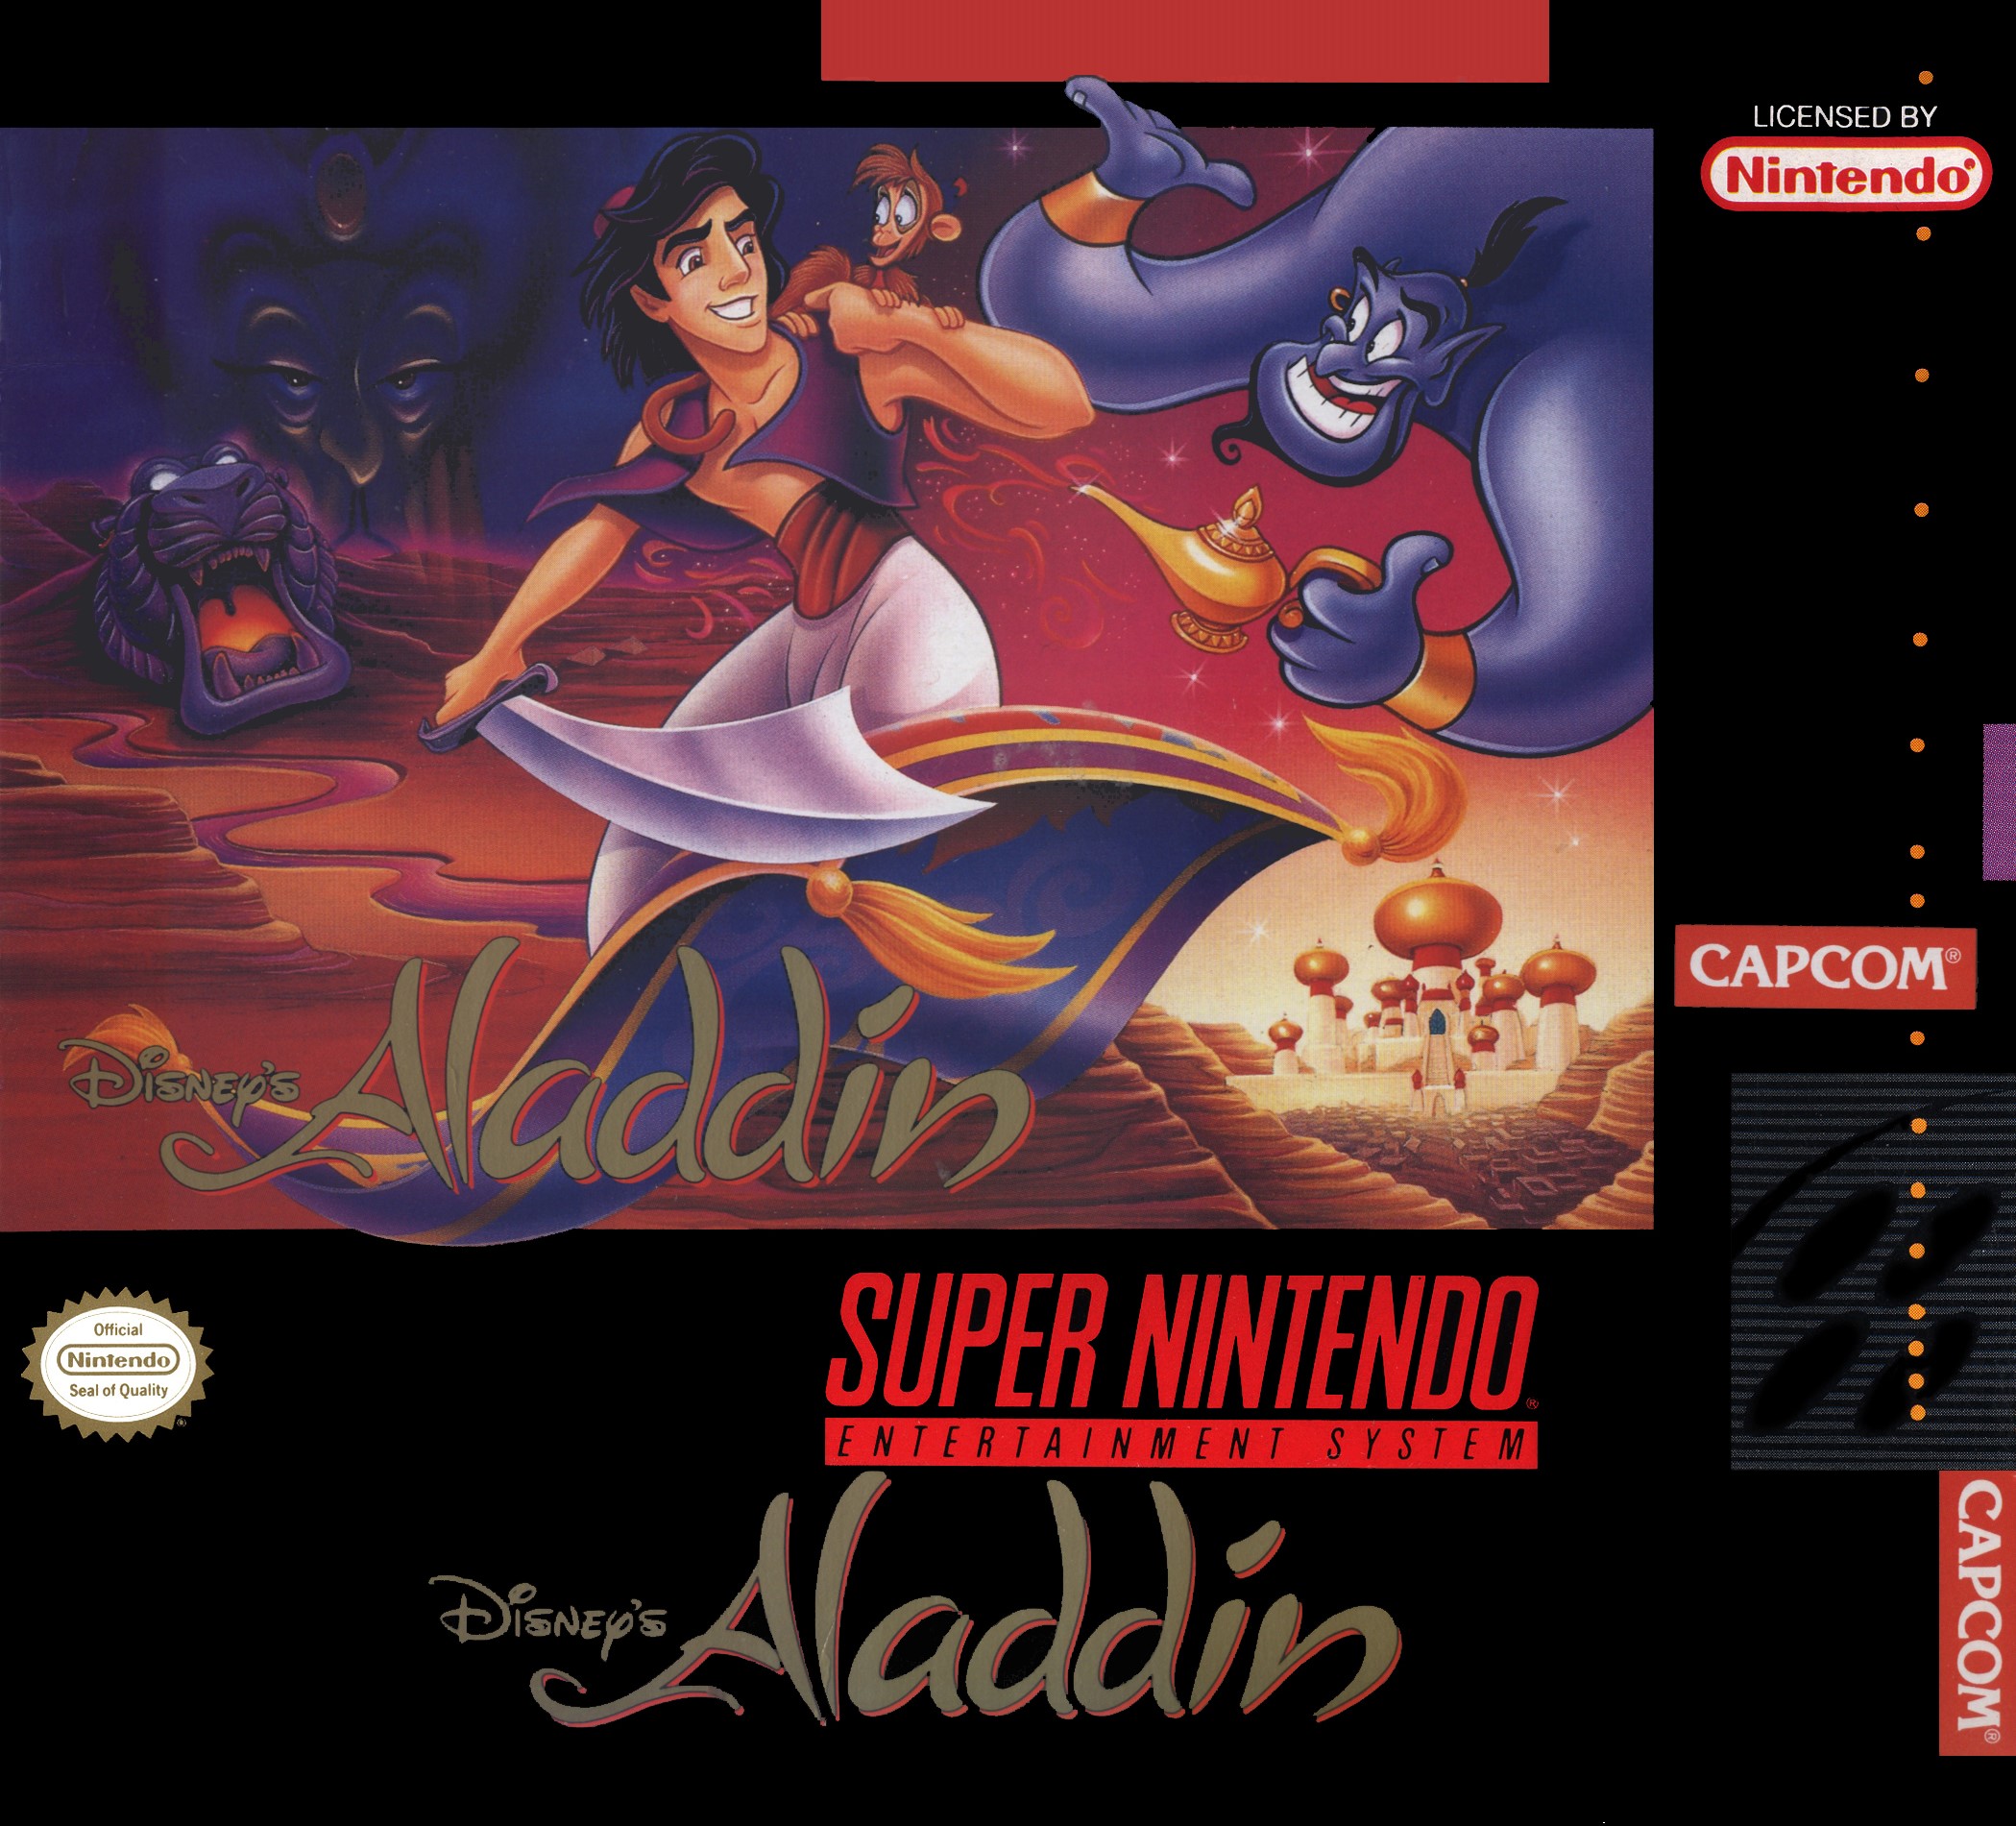 LICENSED BY
Nintendo®
CAPCOM®
DISNEY'S
Aladdin
Official
Nintendo
Seal of Quality
®
SUPER NINTENDO®
ENTERTAINMENT SYSTEM
DISNEY'S
Aladdin
CAPCOM®